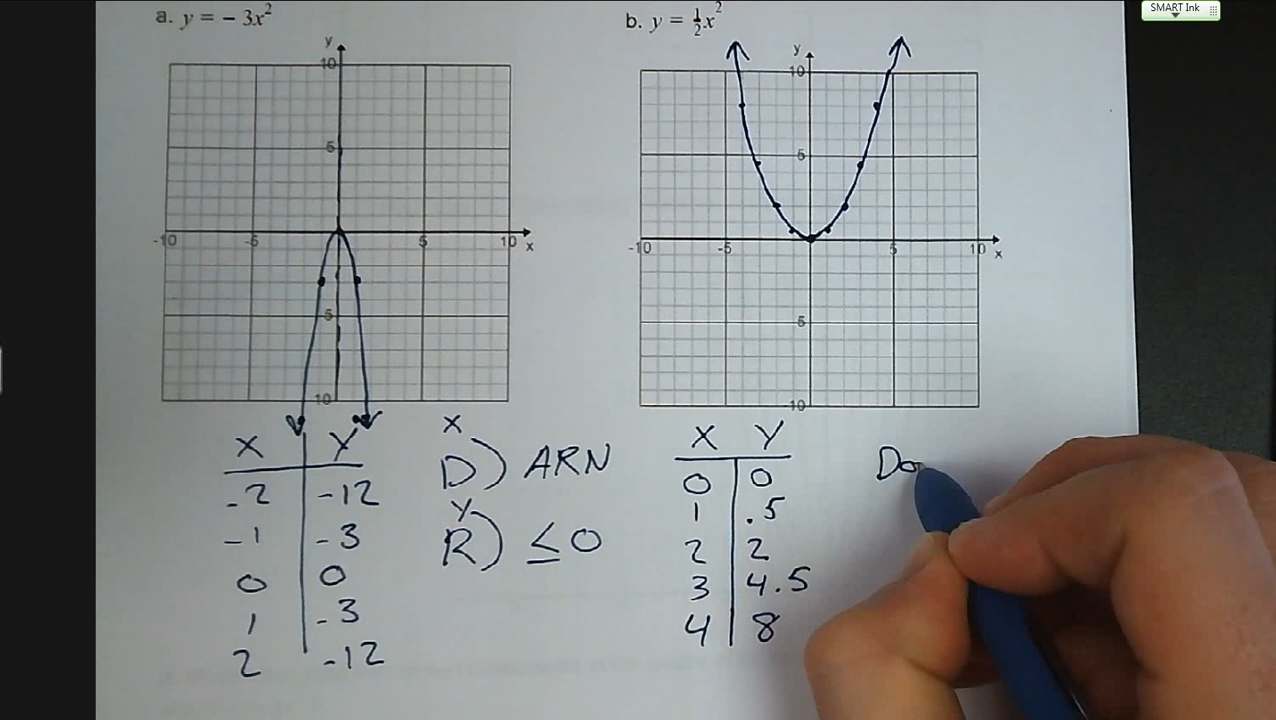 SMART Ink
a. y = - 3x²
b. y = ½x²
y
10
5
-10
-5
5
10
x
5
10
y
10
5
-10
-5
5
10
x
5
10
X Y
-2 -12
-1 -3
0 0
1 -3
2 -12
X
D) ARN
Y
R) ≤ 0
X Y
0 0
1 .5
2 2
3 4.5
4 8
Do